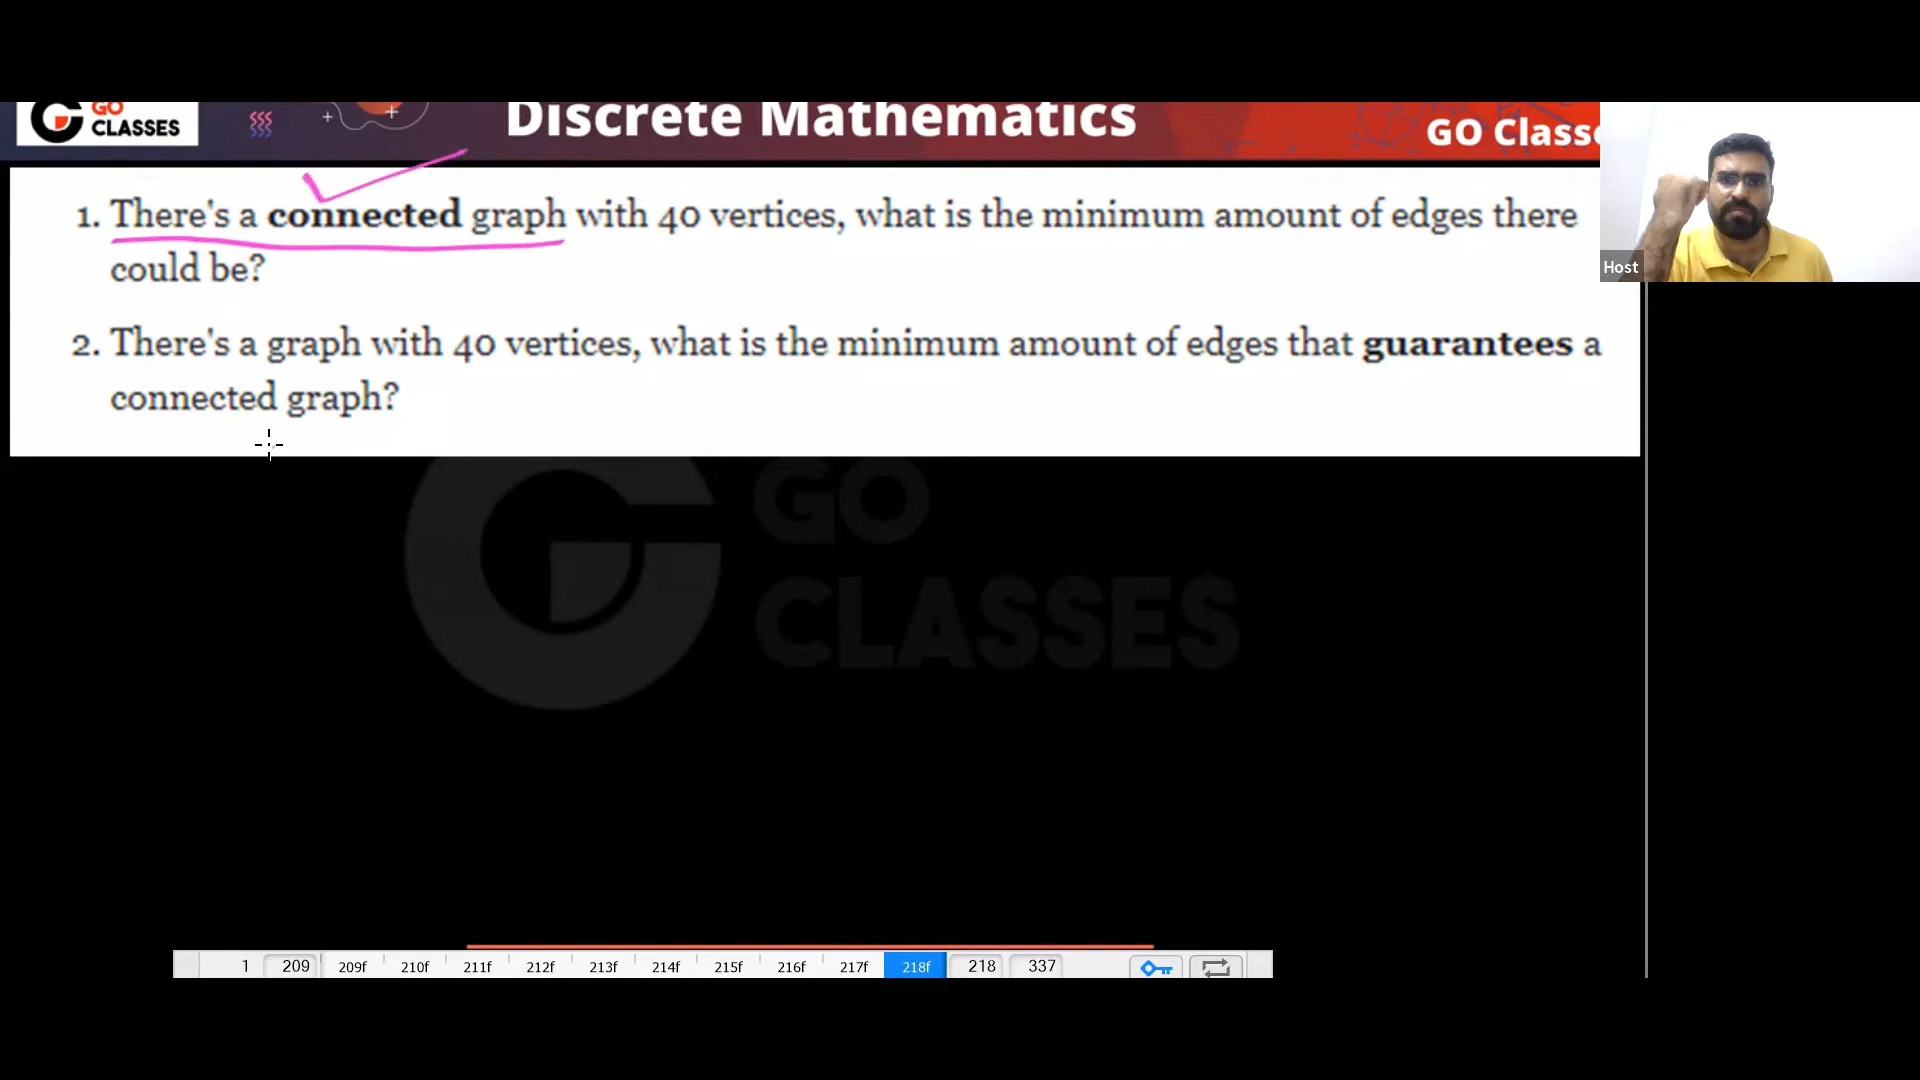 GO
CLASSES
Discrete Mathematics
GO Classe
1. There's a connected graph with 40 vertices, what is the minimum amount of edges there
could be?
2. There's a graph with 40 vertices, what is the minimum amount of edges that guarantees a
connected graph?
Host
GO
CLASSES
1 209 209f 210f 211f 212f 213f 214f 215f 216f 217f 218f 218 337